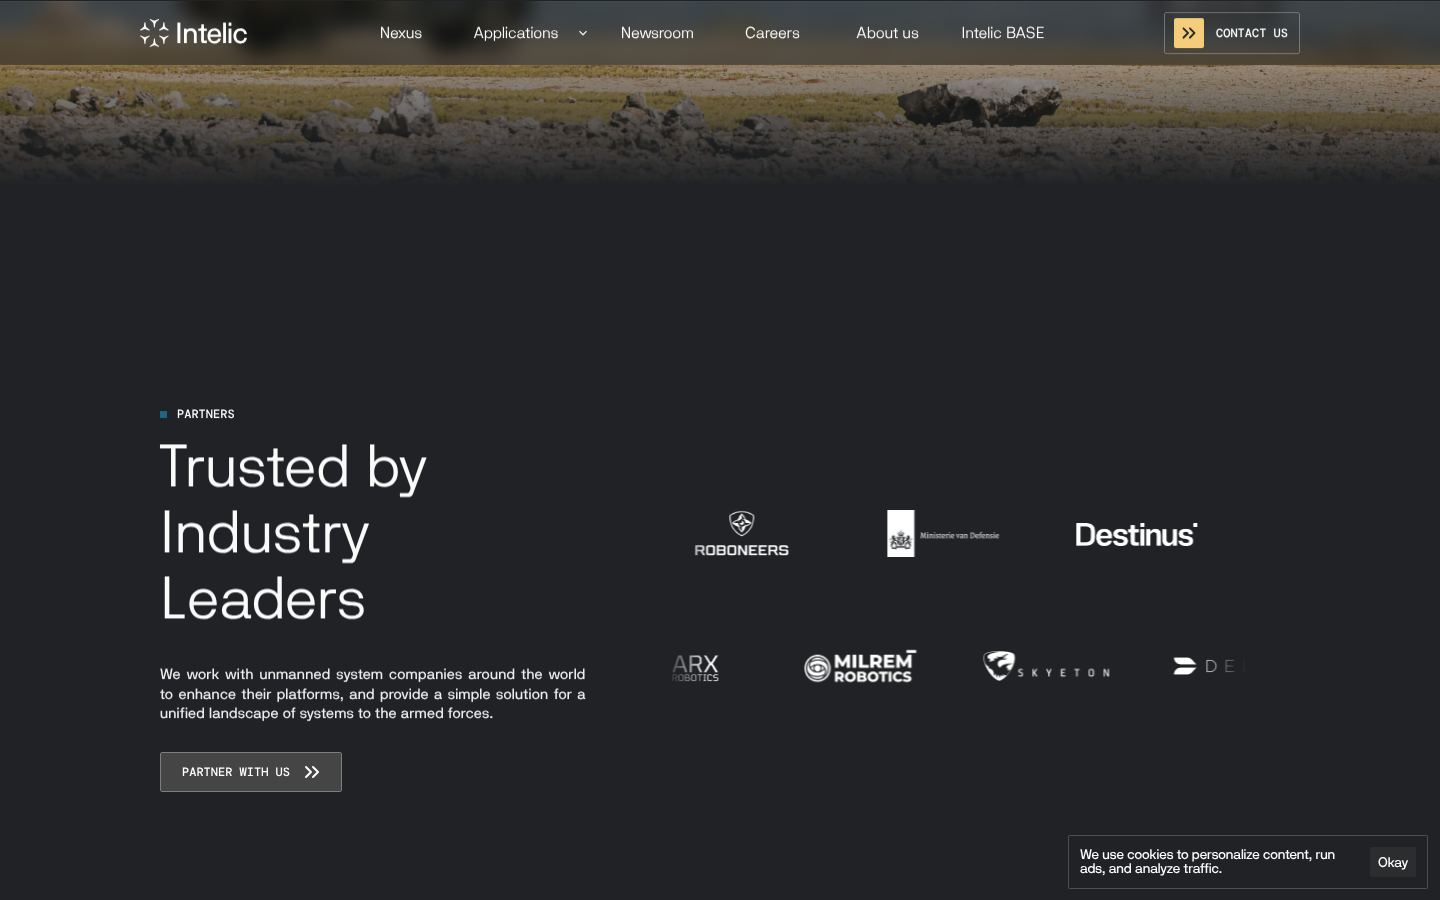 Intelic
Nexus
Applications
Newsroom
Careers
About us
Intelic BASE
CONTACT US
PARTNERS
Trusted by
Industry
Leaders
We work with unmanned system companies around the world
to enhance their platforms, and provide a simple solution for a
unified landscape of systems to the armed forces.
PARTNER WITH US
ROBONEERS
Ministerie van Defensie
Destinus
ARX
ROBOTICS
MILREM
ROBOTICS
SKYETON
DE
We use cookies to personalize content, run
ads, and analyze traffic.
Okay